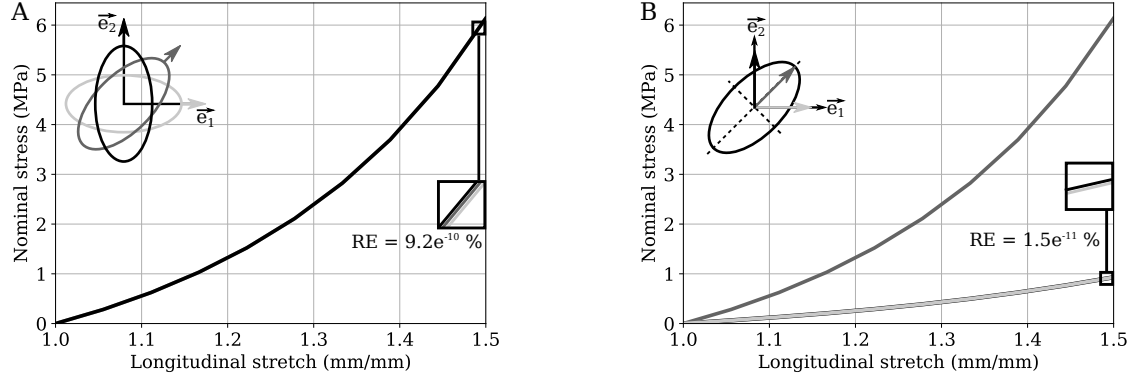 A
6
5
4
3
2
1
0
Nominal stress (MPa)
e₂
e₁
RE = 9.2e⁻¹⁰ %
1.0 1.1 1.2 1.3 1.4 1.5
Longitudinal stretch (mm/mm)
B
6
5
4
3
2
1
0
Nominal stress (MPa)
e₂
e₁
RE = 1.5e⁻¹¹ %
1.0 1.1 1.2 1.3 1.4 1.5
Longitudinal stretch (mm/mm)